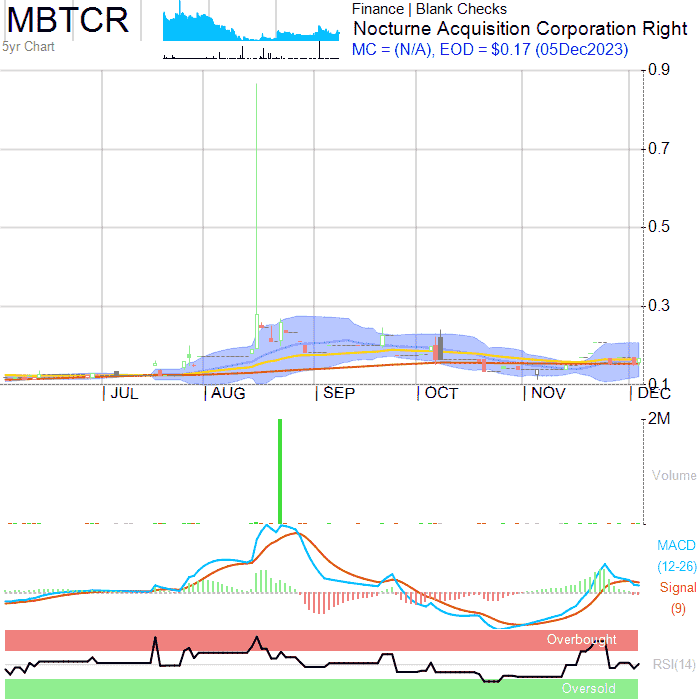 MBTCR
5yr Chart
Finance | Blank Checks
Nocturne Acquisition Corporation Right
MC = (N/A), EOD = $0.17 (05Dec2023)
0.9
0.7
0.5
0.3
0.1
JUL AUG SEP OCT NOV DEC
2M
Volume
MACD
(12-26)
Signal
(9)
Overbought
RSI(14)
Oversold